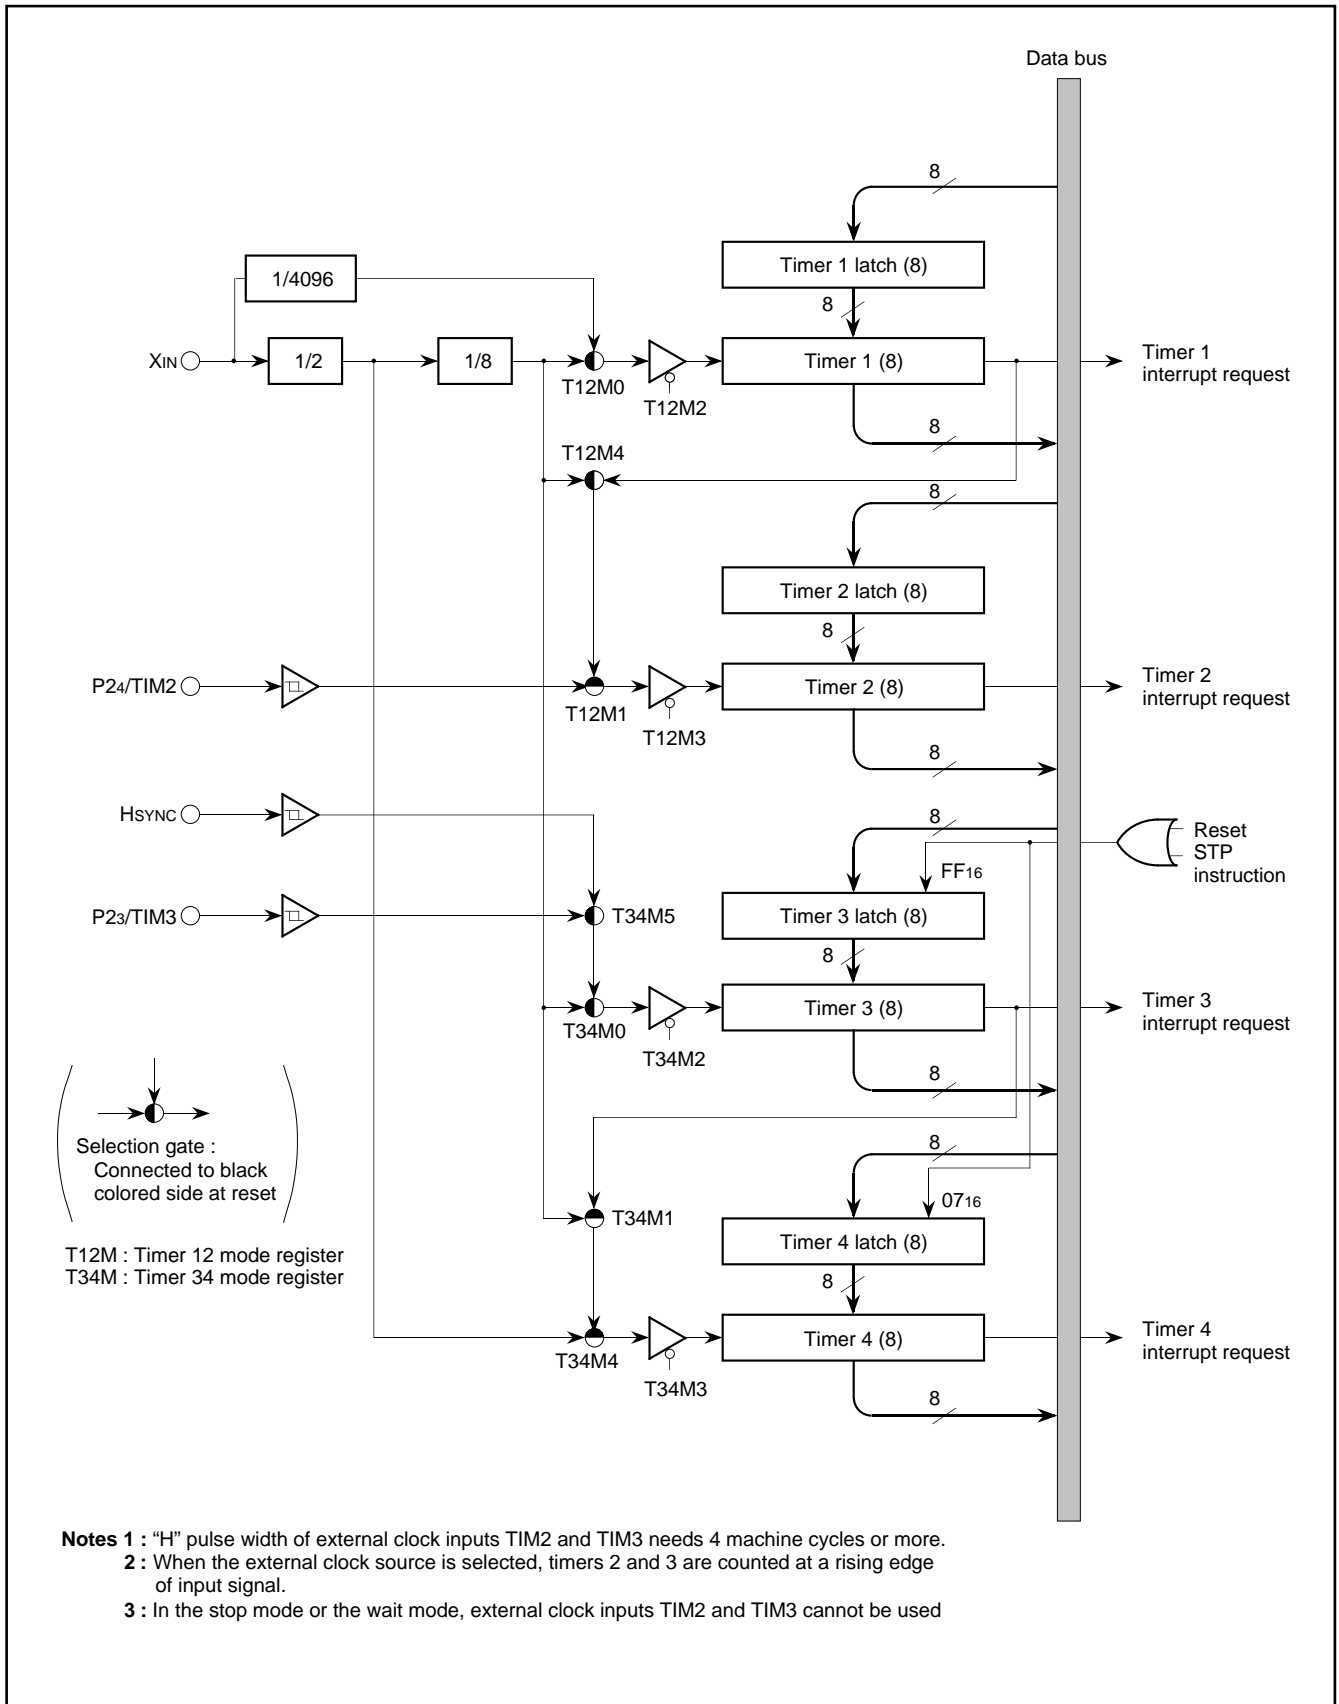 Data bus
8
Timer 1 latch (8)
1/4096
8
XIN
1/2
1/8
Timer 1 (8)
Timer 1
interrupt request
T12M0
T12M2
8
T12M4
8
Timer 2 latch (8)
8
P24/TIM2
Timer 2 (8)
Timer 2
interrupt request
T12M1
T12M3
8
HSYNC
8
Reset
STP
instruction
FF16
P23/TIM3
T34M5
Timer 3 latch (8)
8
Timer 3 (8)
Timer 3
interrupt request
T34M0
T34M2
8
Selection gate :
Connected to black
colored side at reset
8
0716
T34M1
Timer 4 latch (8)
T12M : Timer 12 mode register
T34M : Timer 34 mode register
8
Timer 4 (8)
Timer 4
interrupt request
T34M4
T34M3
8
Notes 1 : “H” pulse width of external clock inputs TIM2 and TIM3 needs 4 machine cycles or more.
2 : When the external clock source is selected, timers 2 and 3 are counted at a rising edge
of input signal.
3 : In the stop mode or the wait mode, external clock inputs TIM2 and TIM3 cannot be used